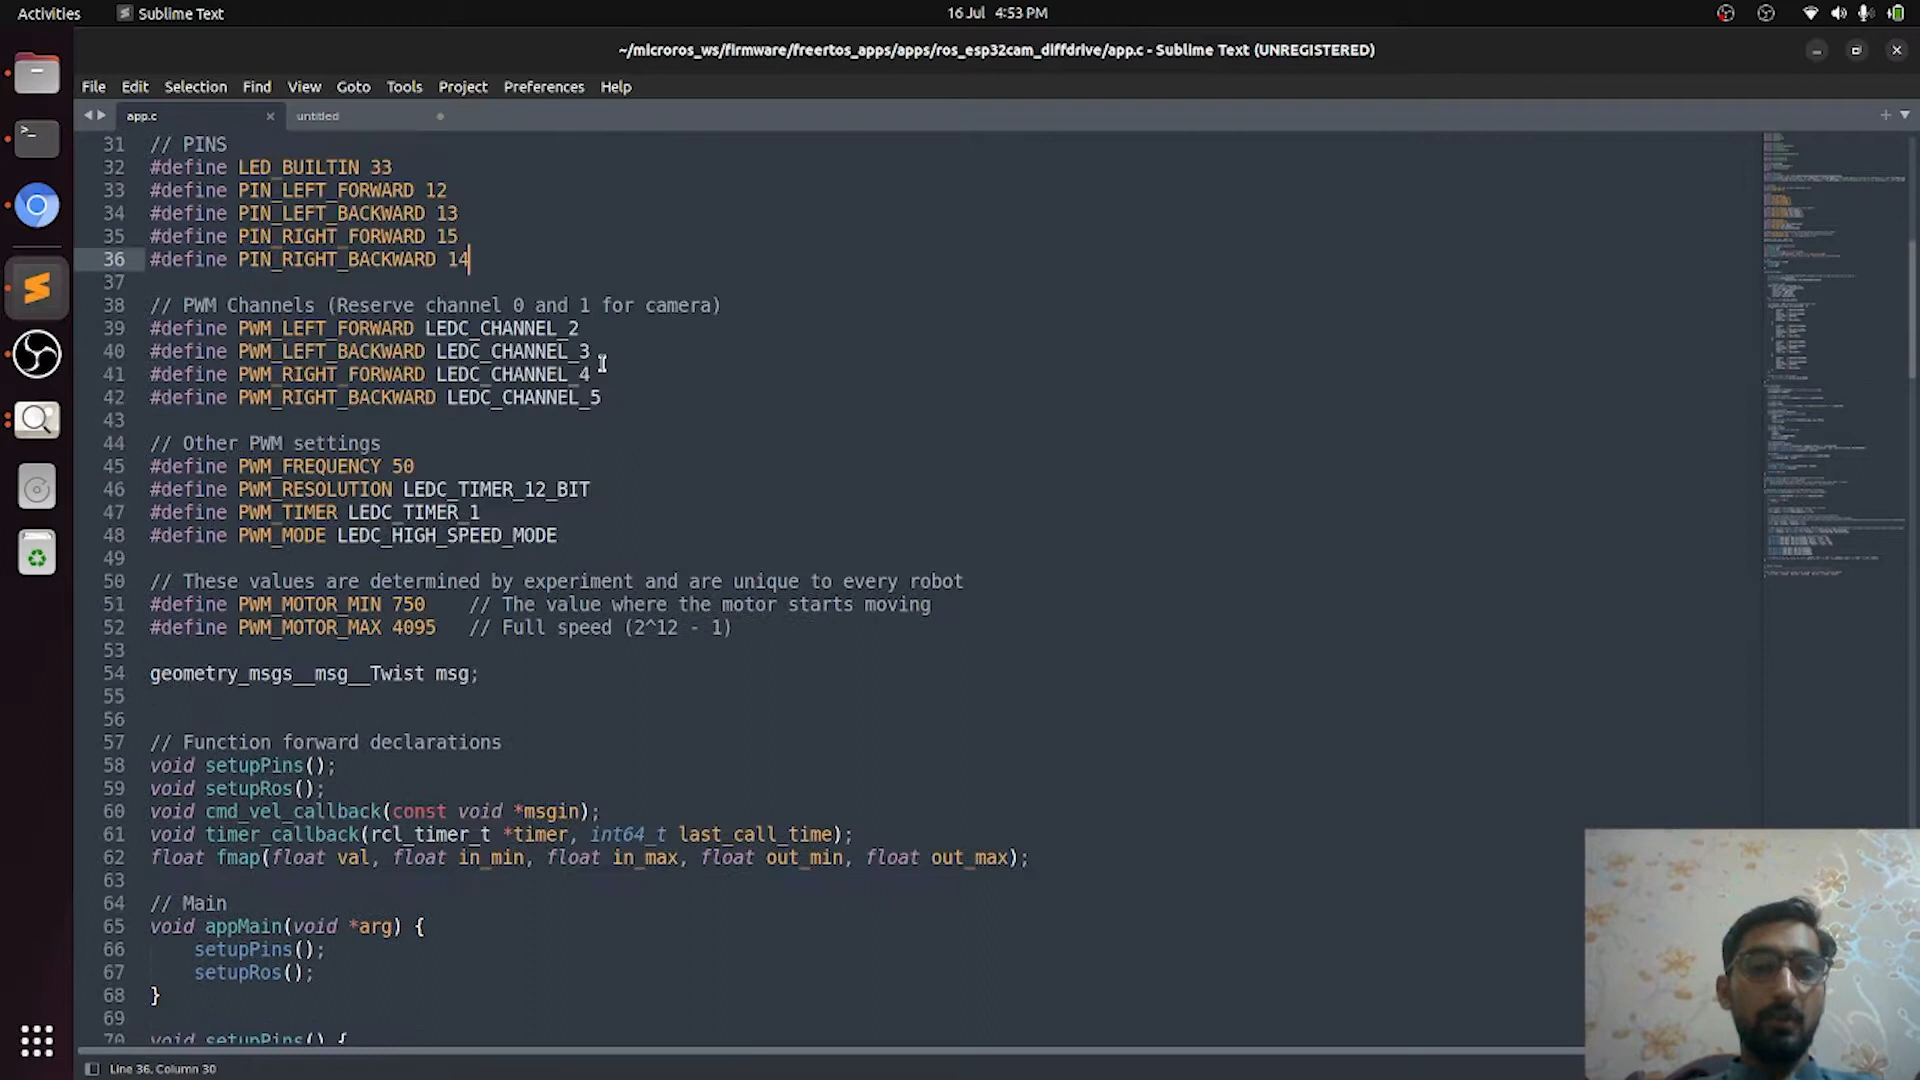 Activities
Sublime Text
16 Jul 4:53 PM
~/microros_ws/firmware/freertos_apps/apps/ros_esp32cam_diffdrive/app.c - Sublime Text (UNREGISTERED)
File Edit Selection Find View Goto Tools Project Preferences Help
app.c
untitled
31 // PINS
32 #define LED_BUILTIN 33
33 #define PIN_LEFT_FORWARD 12
34 #define PIN_LEFT_BACKWARD 13
35 #define PIN_RIGHT_FORWARD 15
36 #define PIN_RIGHT_BACKWARD 14
37
38 // PWM Channels (Reserve channel 0 and 1 for camera)
39 #define PWM_LEFT_FORWARD LEDC_CHANNEL_2
40 #define PWM_LEFT_BACKWARD LEDC_CHANNEL_3
41 #define PWM_RIGHT_FORWARD LEDC_CHANNEL_4
42 #define PWM_RIGHT_BACKWARD LEDC_CHANNEL_5
43
44 // Other PWM settings
45 #define PWM_FREQUENCY 50
46 #define PWM_RESOLUTION LEDC_TIMER_12_BIT
47 #define PWM_TIMER LEDC_TIMER_1
48 #define PWM_MODE LEDC_HIGH_SPEED_MODE
49
50 // These values are determined by experiment and are unique to every robot
51 #define PWM_MOTOR_MIN 750 // The value where the motor starts moving
52 #define PWM_MOTOR_MAX 4095 // Full speed (2^12 - 1)
53
54 geometry_msgs__msg__Twist msg;
55
56
57 // Function forward declarations
58 void setupPins();
59 void setupRos();
60 void cmd_vel_callback(const void *msgin);
61 void timer_callback(rcl_timer_t *timer, int64_t last_call_time);
62 float fmap(float val, float in_min, float in_max, float out_min, float out_max);
63
64 // Main
65 void appMain(void *arg) {
66 setupPins();
67 setupRos();
68 }
69
70 void setupPins() {
Line 36, Column 30